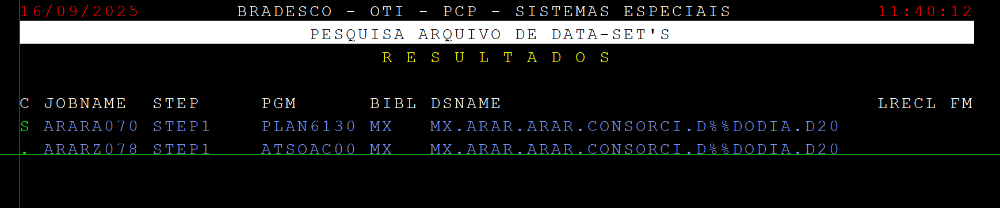 16/09/2025 BRADESCO - OTI - PCP - SISTEMAS ESPECIAIS 11:40:12
PESQUISA ARQUIVO DE DATA-SET'S
R E S U L T A D O S
C JOBNAME STEP PGM BIBL DSNAME LRECL FM
S ARARA070 STEP1 PLAN6130 MX MX.ARAR.ARAR.CONSORCI.D%%DODIA.D20
. ARARZ078 STEP1 ATSOAC00 MX MX.ARAR.ARAR.CONSORCI.D%%DODIA.D20